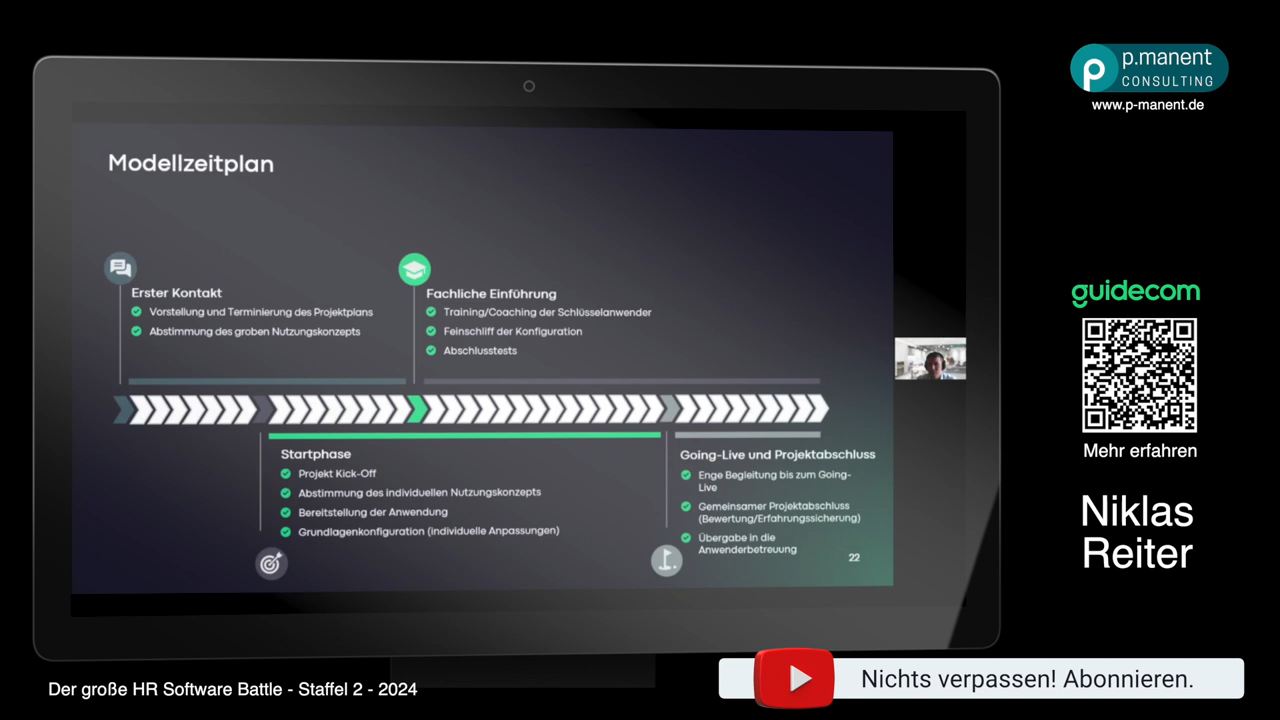 p.manent
CONSULTING
www.p-manent.de
Modellzeitplan
Erster Kontakt
Vorstellung und Terminierung des Projektplans
Abstimmung des groben Nutzungskonzepts
Fachliche Einführung
Training/Coaching der Schlüsselanwender
Feinschliff der Konfiguration
Abschlusstests
Startphase
Projekt Kick-Off
Abstimmung des individuellen Nutzungskonzepts
Bereitstellung der Anwendung
Grundlagenkonfiguration (individuelle Anpassungen)
Going-Live und Projektabschluss
Enge Begleitung bis zum Going-
Live
Gemeinsamer Projektabschluss
(Bewertung/Erfahrungssicherung)
Übergabe in die
Anwenderbetreuung
22
guidecom
Mehr erfahren
Niklas
Reiter
Der große HR Software Battle - Staffel 2 - 2024
Nichts verpassen! Abonnieren.